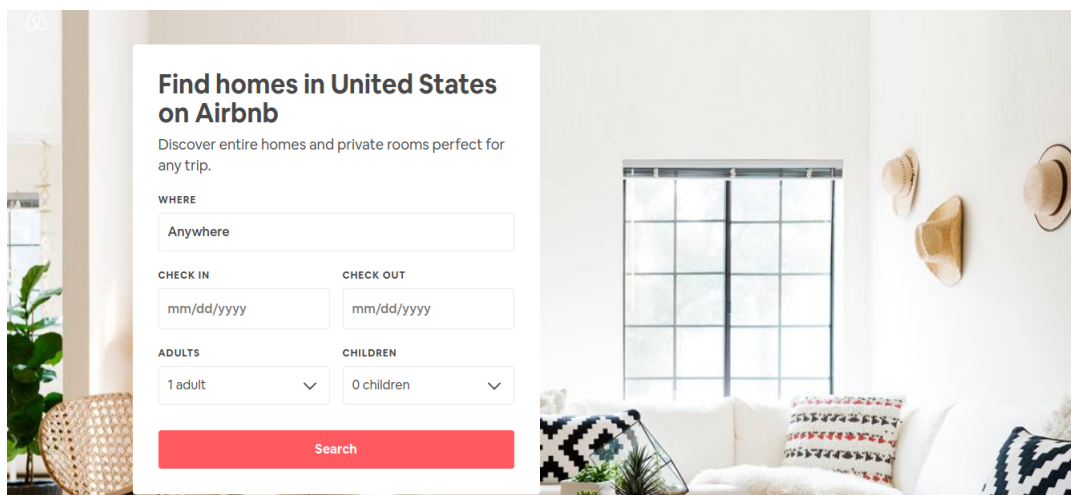 Find homes in United States
on Airbnb
Discover entire homes and private rooms perfect for
any trip.
WHERE
Anywhere
CHECK IN
CHECK OUT
mm/dd/yyyy
mm/dd/yyyy
ADULTS
CHILDREN
1 adult
0 children
Search